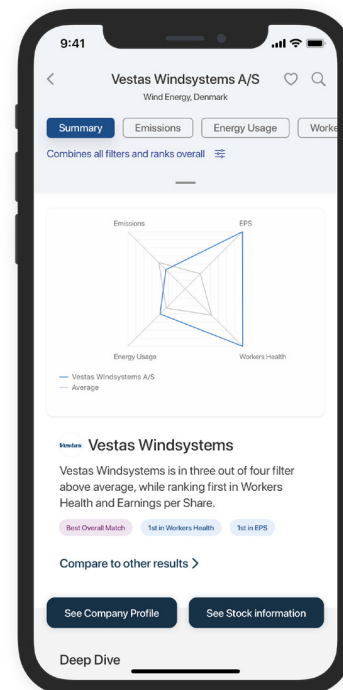 9:41
Vestas Windsystems A/S
Wind Energy, Denmark
Summary
Emissions
Energy Usage
Worke
Combines all filters and ranks overall
Emissions
EPS
Energy Usage
Workers Health
Vestas Windsystems A/S
Average
Vestas
Vestas Windsystems
Vestas Windsystems is in three out of four filter
above average, while ranking first in Workers
Health and Earnings per Share.
Best Overall Match
1st in Workers Health
1st in EPS
Compare to other results
See Company Profile
See Stock information
Deep Dive